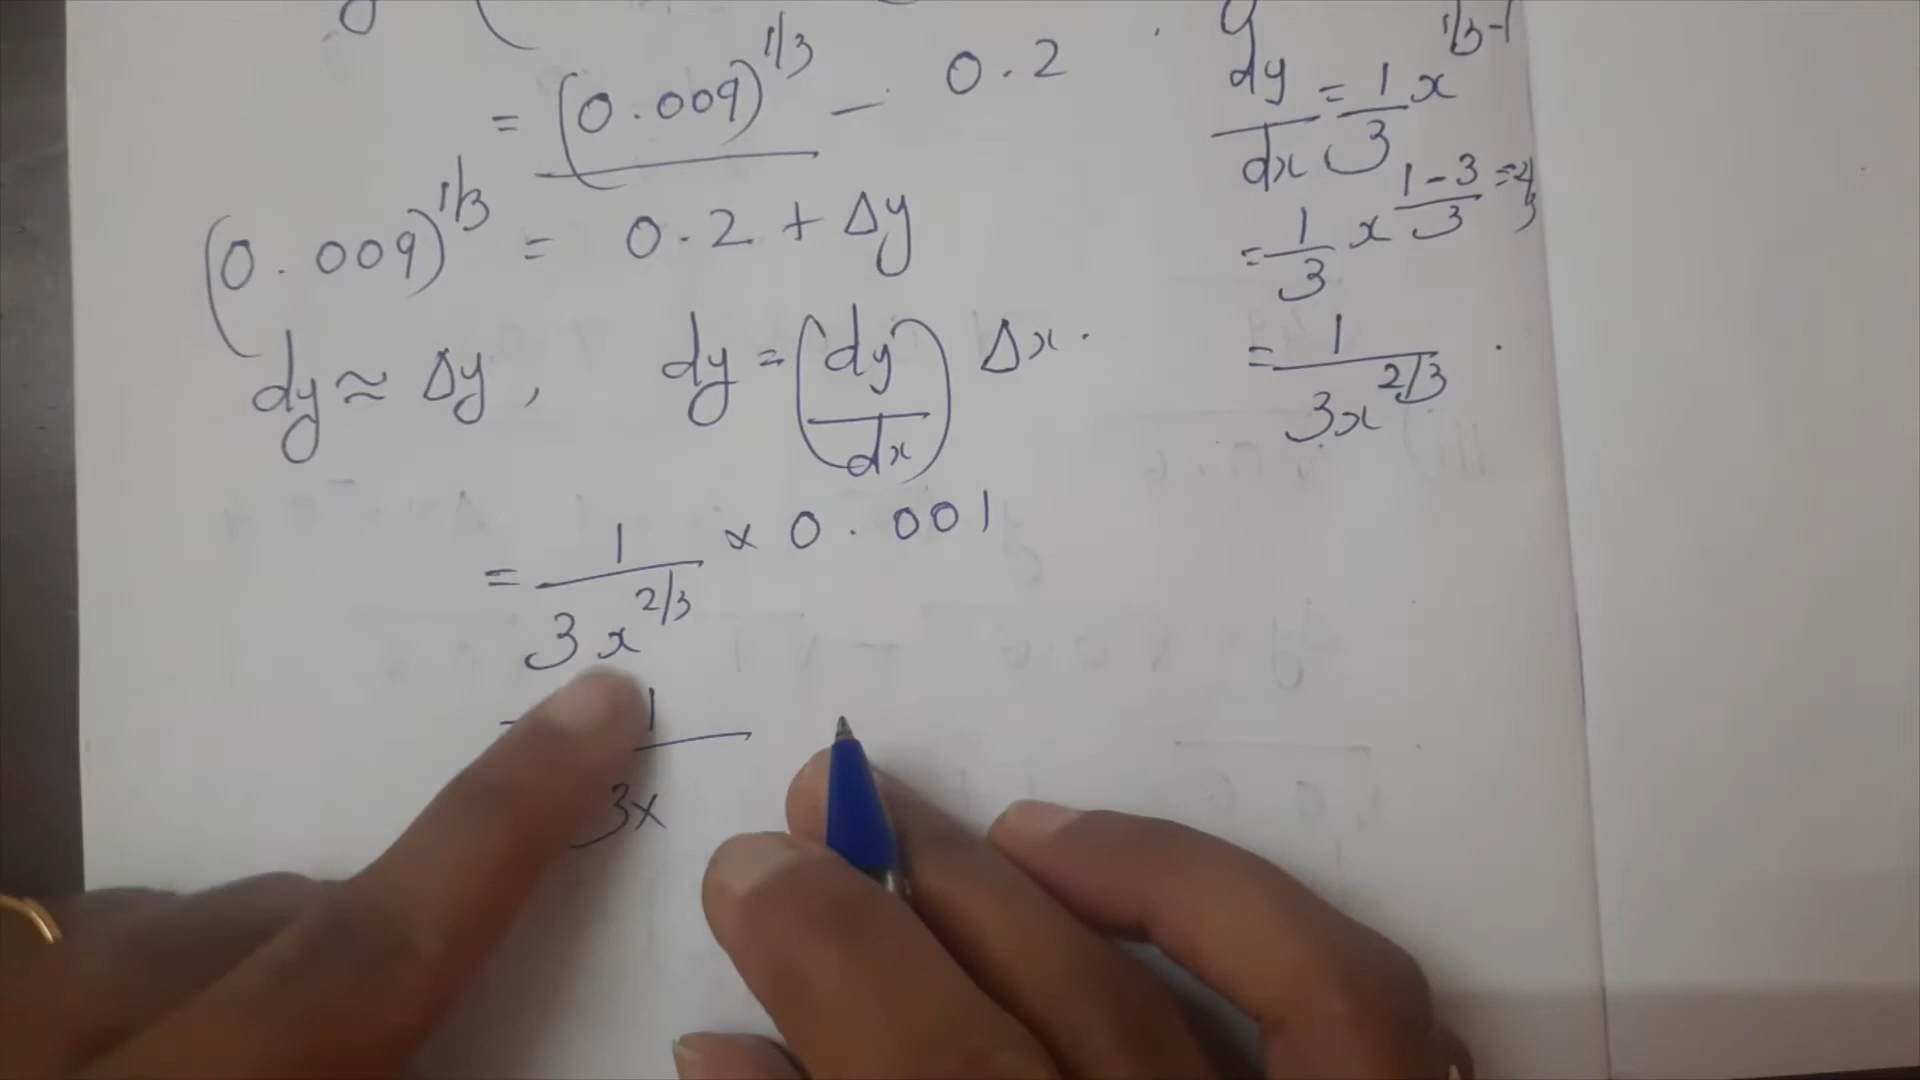 = (0.009)^{1/3} - 0.2
(0.009)^{1/3} = 0.2 + Δy
dy ≈ Δy, dy = (dy/dx) Δx.
= 1/(3x^{2/3}) × 0.001
1
3×
y
dy/dx = 1/3 x^{1/3-1}
= 1/3 x^{(1-3)/3}
= 1/(3x^{2/3})